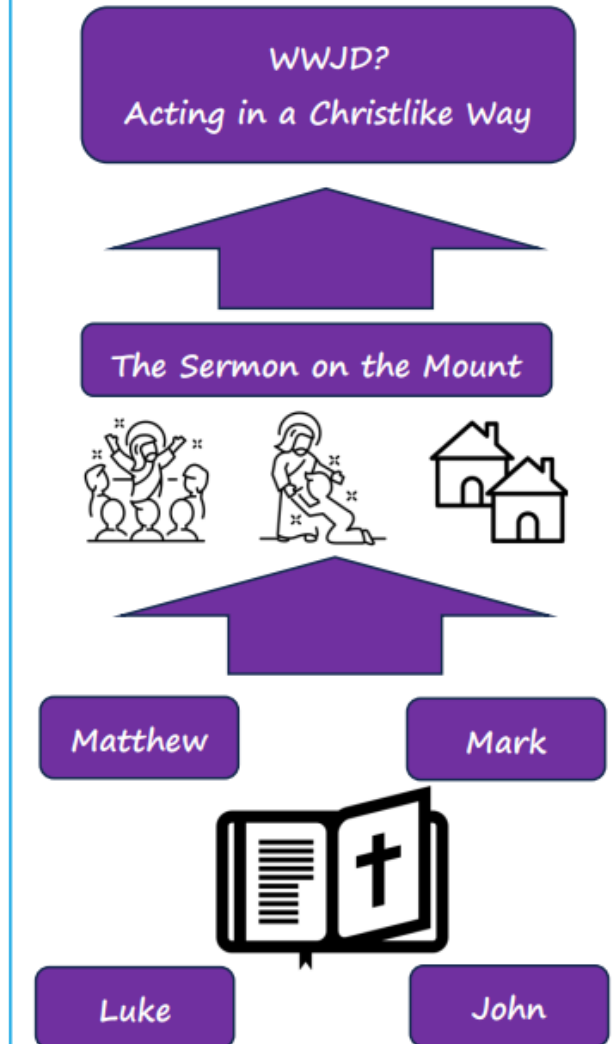 WWJD?
Acting in a Christlike Way
The Sermon on the Mount
Matthew
Mark
Luke
John